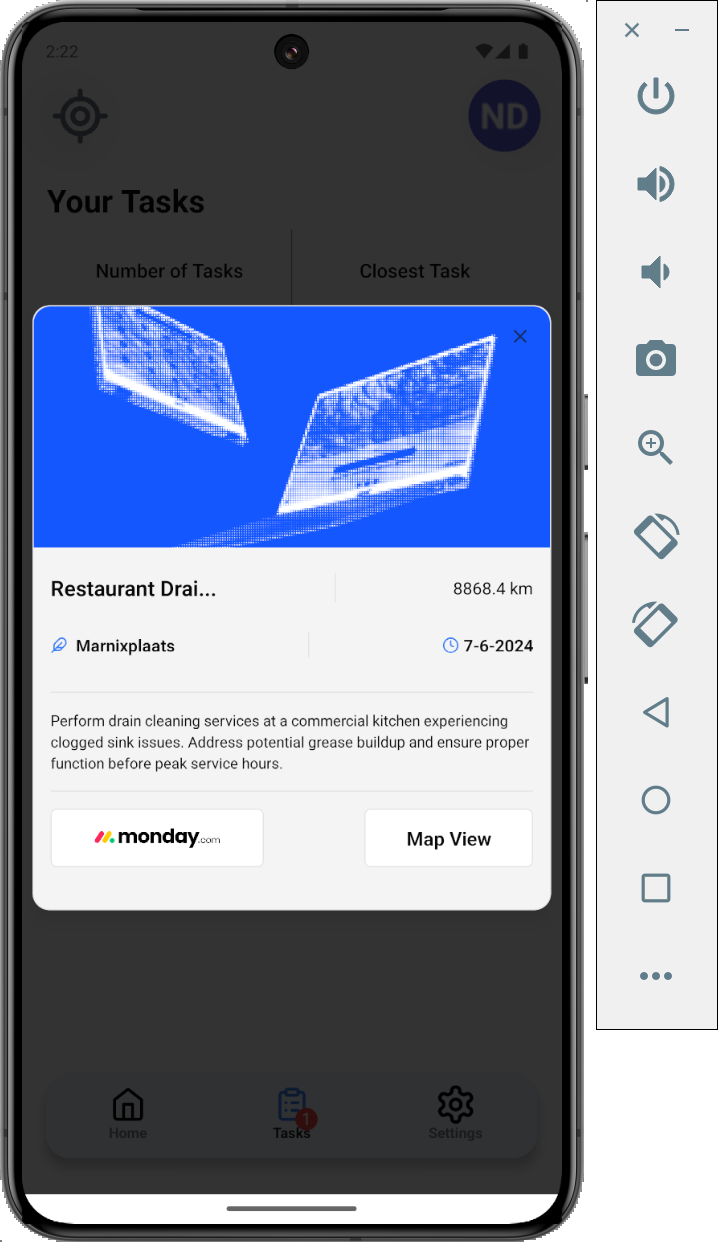 2:22
ND
Your Tasks
Number of Tasks
Closest Task
Restaurant Drai...
8868.4 km
Marnixplaats
7-6-2024
Perform drain cleaning services at a commercial kitchen experiencing
clogged sink issues. Address potential grease buildup and ensure proper
function before peak service hours.
monday.com
Map View
1
Home
Tasks
Settings